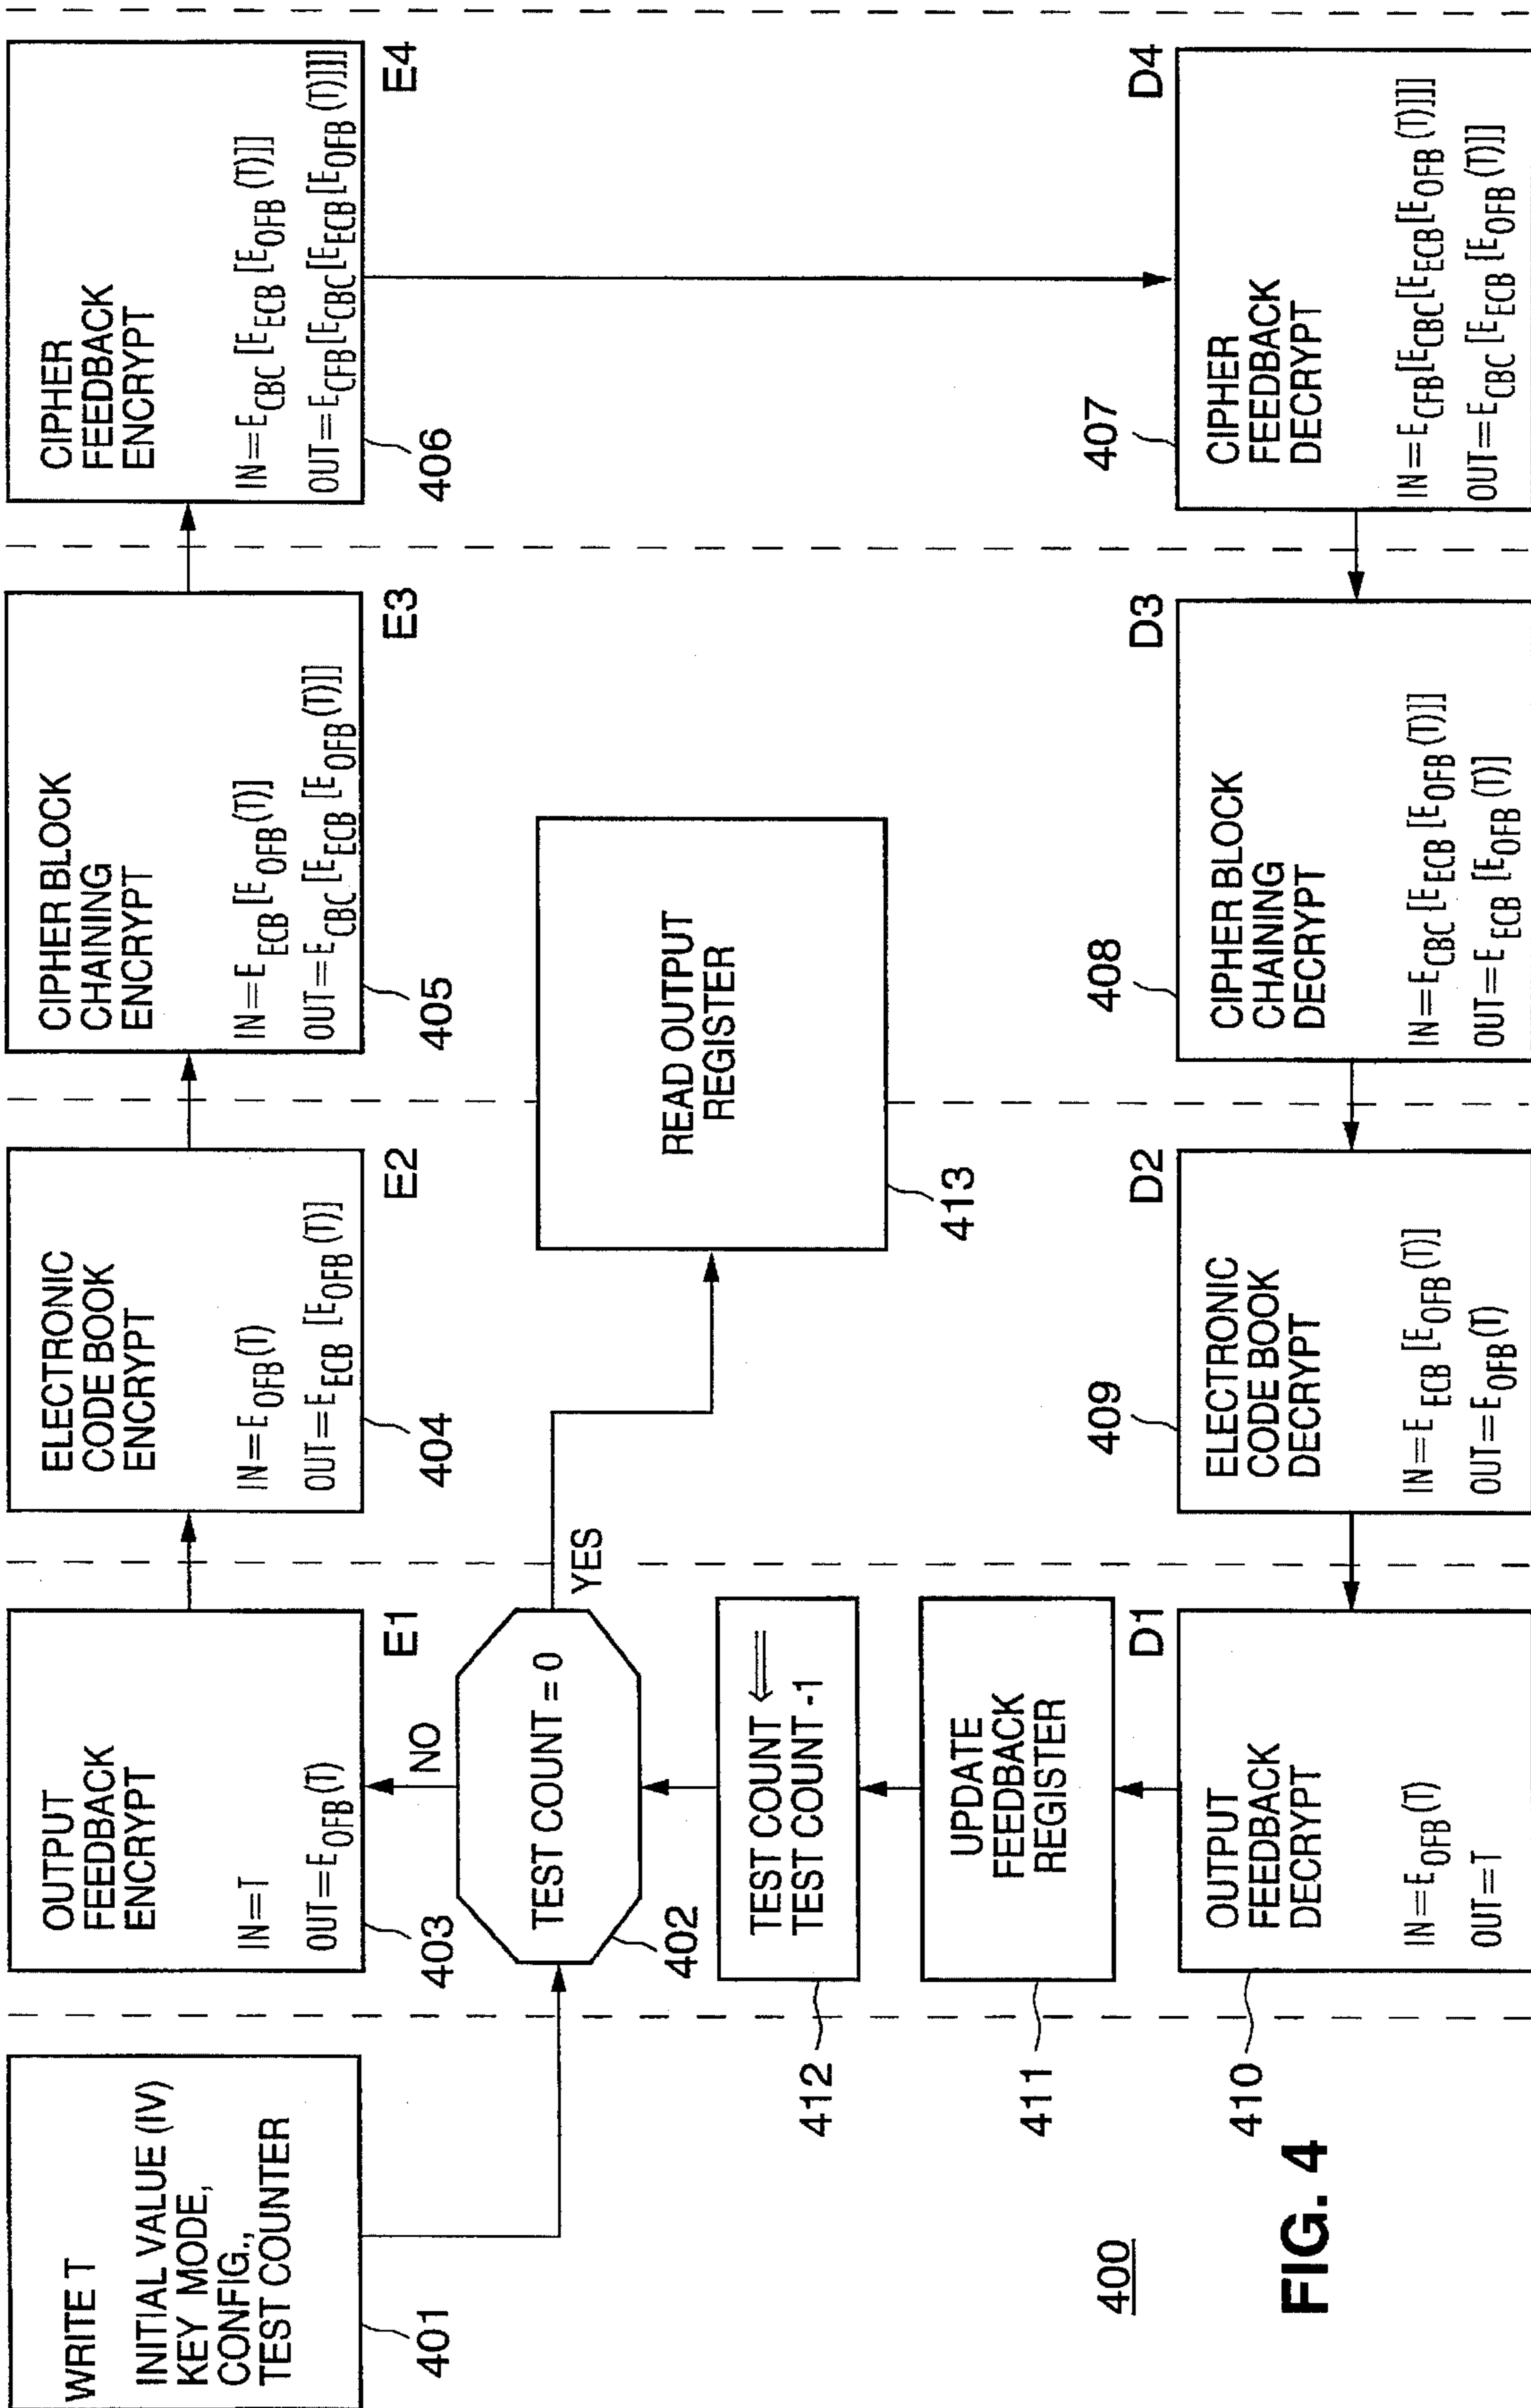 WRITE T
INITIAL VALUE (IV)
KEY MODE,
CONFIG.,
TEST COUNTER
401
OUTPUT
FEEDBACK
ENCRYPT
IN=T
OUT=E_OFB(T)
403
E1
ELECTRONIC
CODE BOOK
ENCRYPT
IN=E_OFB(T)
OUT=E_ECB [E_OFB(T)]
404
E2
CIPHER BLOCK
CHAINING
ENCRYPT
IN=E_ECB [E_OFB(T)]
OUT=E_CBC [E_ECB [E_OFB(T)]]
405
E3
CIPHER
FEEDBACK
ENCRYPT
IN=E_CBC [E_ECB [E_OFB(T)]]
OUT=E_CFB[E_CBC[E_ECB[E_OFB(T)]]]
406
E4
NO
TEST COUNT = 0
YES
402
TEST COUNT ⇐
TEST COUNT -1
412
READ OUTPUT
REGISTER
413
UPDATE
FEEDBACK
REGISTER
411
D1
OUTPUT
FEEDBACK
DECRYPT
IN=E_OFB(T)
OUT=T
410
D2
409
ELECTRONIC
CODE BOOK
DECRYPT
IN=E_ECB [E_OFB(T)]
OUT=E_OFB(T)
D3
408
CIPHER BLOCK
CHAINING
DECRYPT
IN=E_CBC [E_ECB [E_OFB(T)]]
OUT=E_ECB [E_OFB(T)]
D4
407
CIPHER
FEEDBACK
DECRYPT
IN=E_CFB[E_CBC[E_ECB[E_OFB(T)]]]
OUT=E_CBC [E_ECB [E_OFB(T)]]
400
FIG. 4